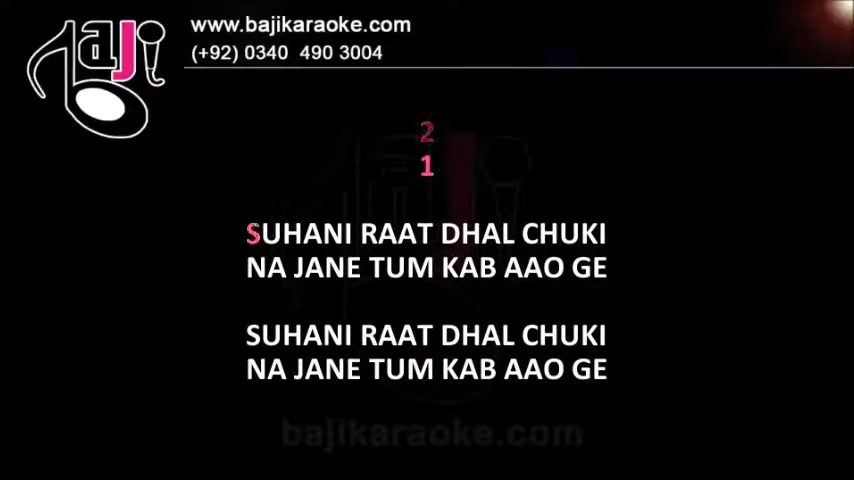 www.bajikaraoke.com
(+92) 0340 490 3004
baji
2
1
SUHANI RAAT DHAL CHUKI
NA JANE TUM KAB AAO GE
SUHANI RAAT DHAL CHUKI
NA JANE TUM KAB AAO GE
bajikaraoke.com